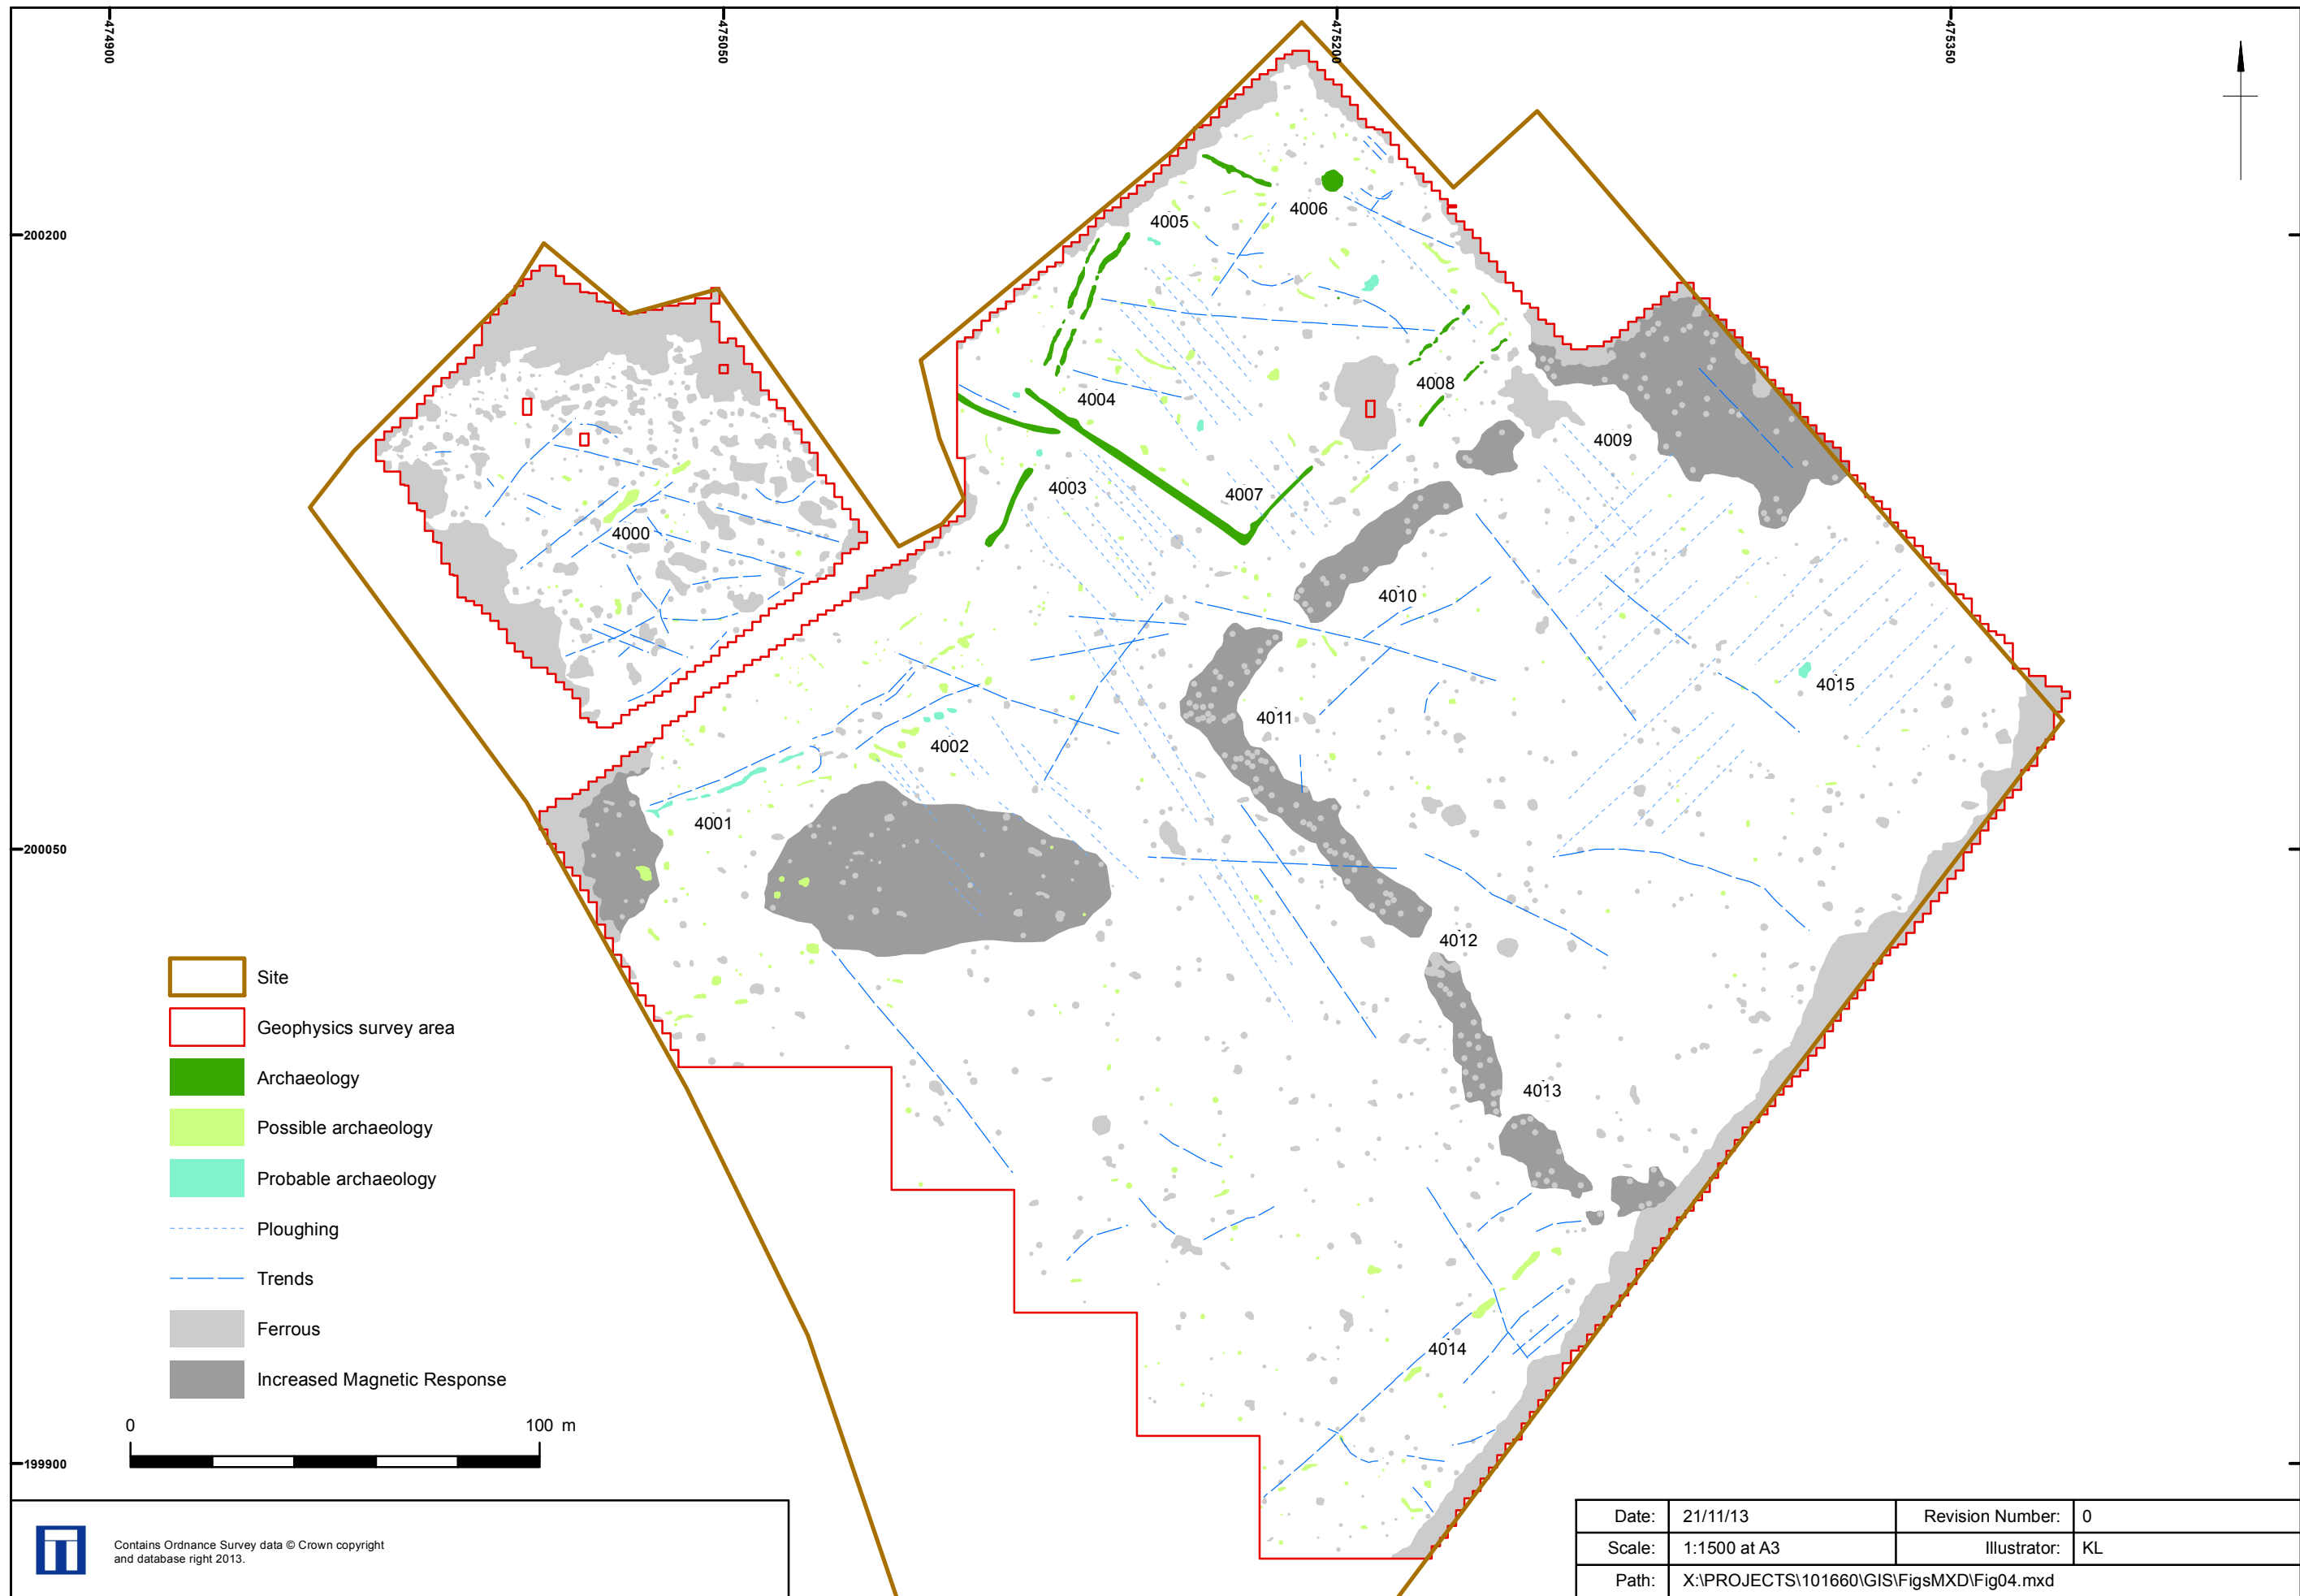 474900
475050
475200
475350
200200
200050
199900
4005
4006
4004
4008
4009
4003
4007
4000
4010
4015
4011
4002
4001
4012
4013
4014
Site
Geophysics survey area
Archaeology
Possible archaeology
Probable archaeology
Ploughing
Trends
Ferrous
Increased Magnetic Response
0 100 m
Contains Ordnance Survey data © Crown copyright
and database right 2013.
Date: 21/11/13 Revision Number: 0
Scale: 1:1500 at A3 Illustrator: KL
Path: X:\PROJECTS\101660\GIS\FigsMXD\Fig04.mxd